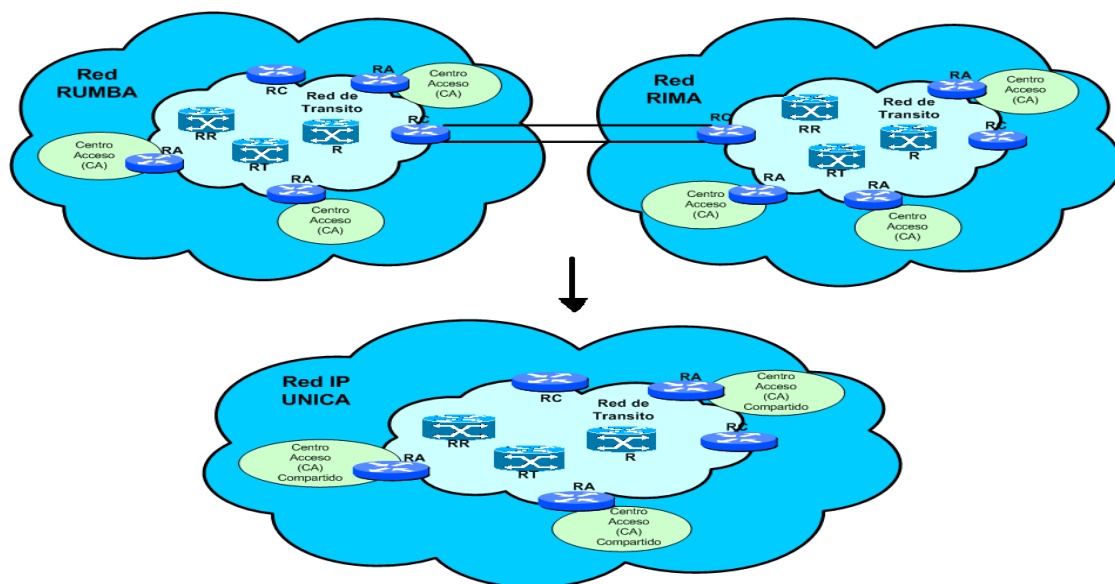 Red
RUMBA
RC
RA
Centro
Acceso
(CA)
Red de
Transito
RR
RT
R
RC
Centro
Acceso
(CA)
RA
RA
Centro
Acceso
(CA)
Red
RIMA
RC
RR
Red de
Transito
R
RT
RA
Centro
Acceso
(CA)
RC
Centro
Acceso
(CA)
RA
RA
Centro
Acceso
(CA)
Red IP
UNICA
RC
RA
Centro
Acceso
(CA)
Compartido
Red de
Transito
RR
RT
R
RC
Centro
Acceso
(CA)
Compartido
RA
RA
Centro
Acceso
(CA)
Compartido